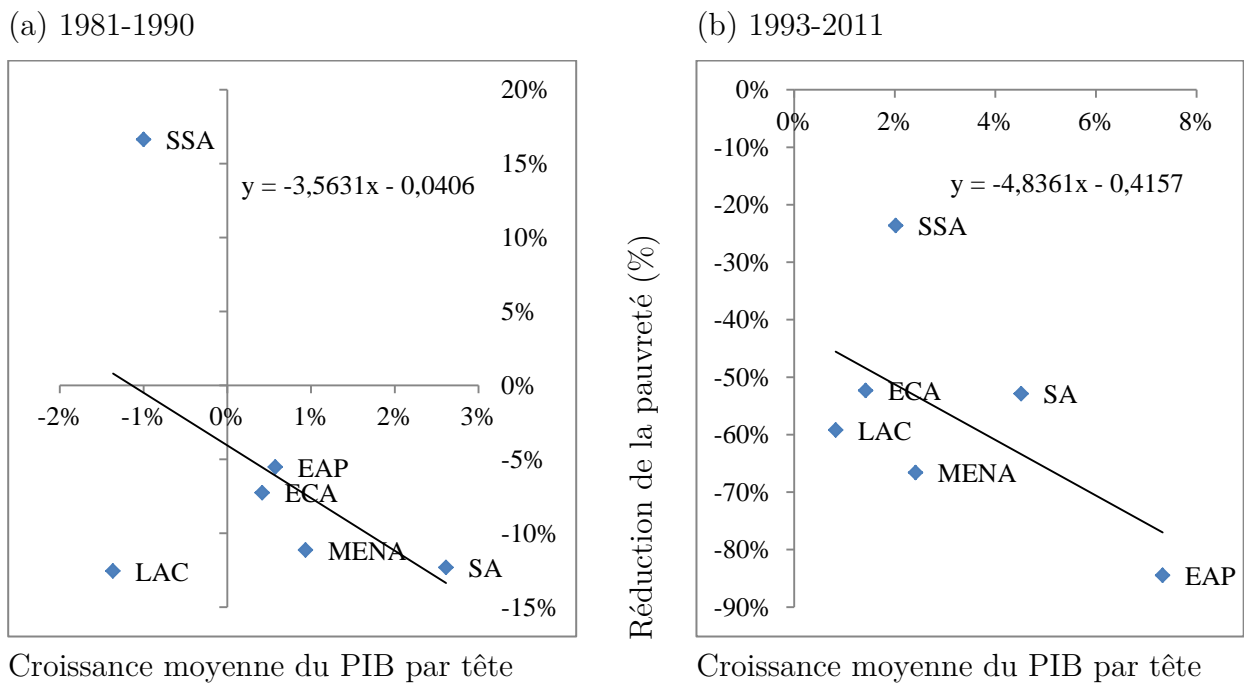 (a) 1981-1990
20%
15%
10%
5%
0%
-5%
-10%
-15%
-2%
-1%
0%
1%
2%
3%
SSA
y = -3,5631x - 0,0406
EAP
ECA
MENA
LAC
SA
Croissance moyenne du PIB par tête
(b) 1993-2011
Réduction de la pauvreté (%)
0%
-10%
-20%
-30%
-40%
-50%
-60%
-70%
-80%
-90%
0%
2%
4%
6%
8%
y = -4,8361x - 0,4157
SSA
ECA
SA
LAC
MENA
EAP
Croissance moyenne du PIB par tête